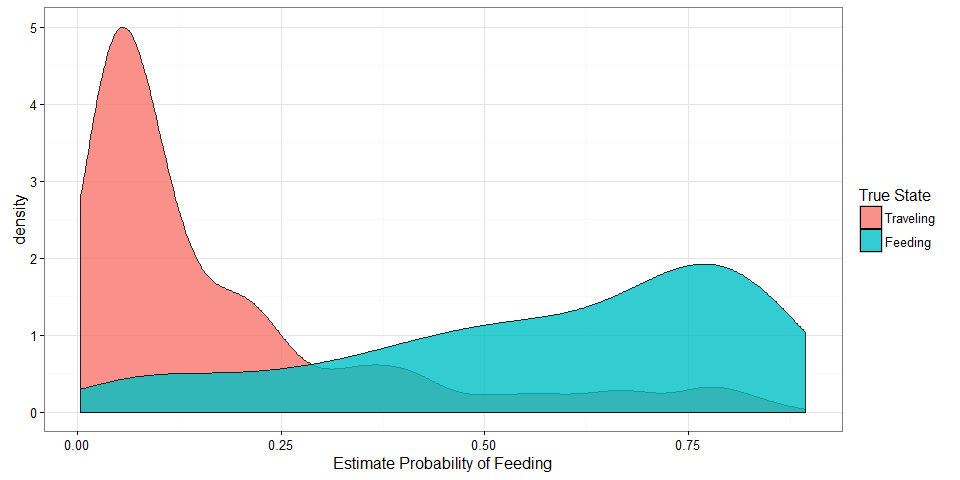 5
4
3
2
1
0
density
0.00
0.25
0.50
0.75
Estimate Probability of Feeding
True State
Traveling
Feeding